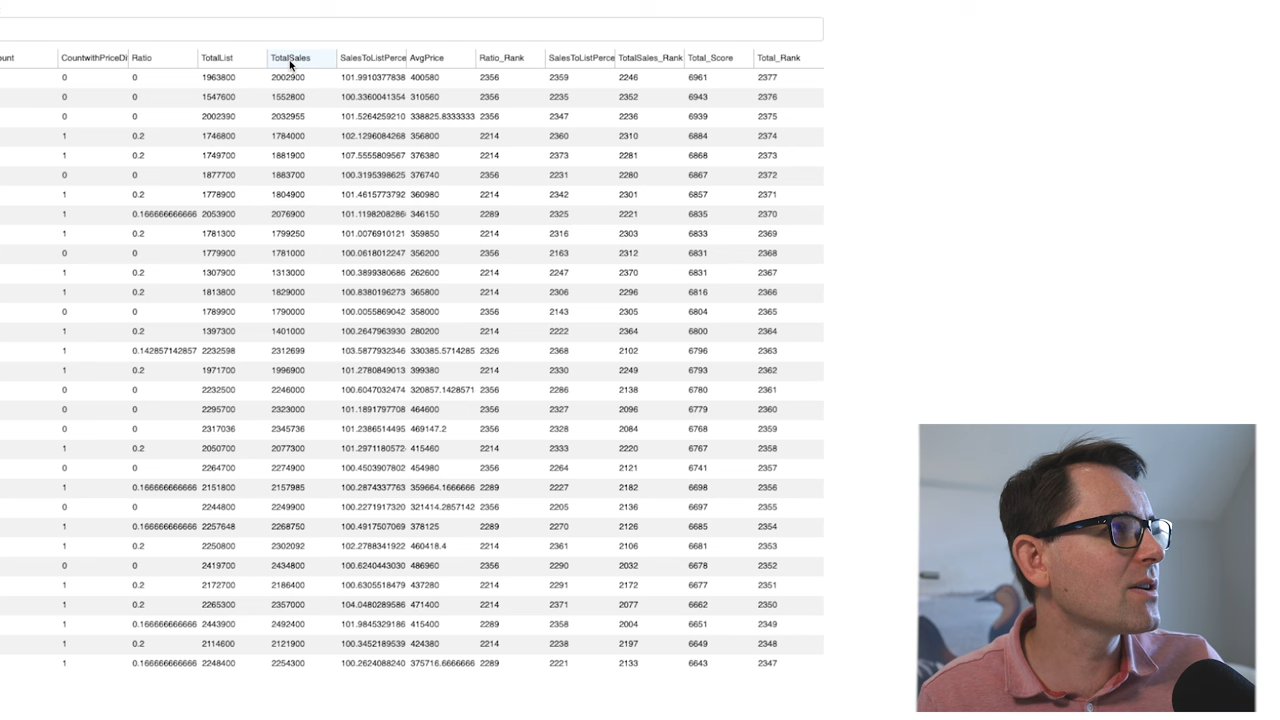 ount CountwithPriceDi Ratio TotalList TotalSales SalesToListPerce AvgPrice Ratio_Rank SalesToListPerce TotalSales_Rank Total_Score Total_Rank
0 0 1963800 2002900 101.9910377838 400580 2356 2359 2246 6961 2377
0 0 1547600 1552800 100.3360041354 310560 2356 2235 2352 6943 2376
0 0 2002390 2032955 101.5264259210 338825.8333333 2356 2347 2236 6939 2375
1 0.2 1746800 1784000 102.1296084268 356800 2214 2360 2310 6884 2374
1 0.2 1749700 1881900 107.5555809567 376380 2214 2373 2281 6868 2373
0 0 1877700 1883700 100.3195398625 376740 2356 2231 2280 6867 2372
1 0.2 1778900 1804900 101.4615773792 360980 2214 2342 2301 6857 2371
1 0.166666666666 2053900 2076900 101.1198208286 346150 2289 2325 2221 6835 2370
1 0.2 1781300 1799250 101.0076910121 359850 2214 2316 2303 6833 2369
0 0 1779900 1781000 100.0618012247 356200 2356 2163 2312 6831 2368
1 0.2 1307900 1313000 100.3899380686 262600 2214 2247 2370 6831 2367
1 0.2 1813800 1829000 100.8380196273 365800 2214 2306 2296 6816 2366
0 0 1789900 1790000 100.0055869042 358000 2356 2143 2305 6804 2365
1 0.2 1397300 1401000 100.2647963930 280200 2214 2222 2364 6800 2364
1 0.142857142857 2232598 2312699 103.5877932346 330385.5714285 2326 2368 2102 6796 2363
1 0.2 1971700 1996900 101.2780849013 399380 2214 2330 2249 6793 2362
0 0 2232500 2246000 100.6047032474 320857.1428571 2356 2286 2138 6780 2361
0 0 2295700 2323000 101.1891797708 464600 2356 2327 2096 6779 2360
0 0 2317036 2345736 101.2386514495 469147.2 2356 2328 2084 6768 2359
1 0.2 2050700 2077300 101.2971180572 415460 2214 2333 2220 6767 2358
0 0 2264700 2274900 100.4503907802 454980 2356 2264 2121 6741 2357
1 0.166666666666 2151800 2157985 100.2874337763 359664.1666666 2289 2227 2182 6698 2356
0 0 2244800 2249900 100.2271917320 321414.2857142 2356 2205 2136 6697 2355
1 0.166666666666 2257648 2268750 100.4917507069 378125 2289 2270 2126 6685 2354
1 0.2 2250800 2302092 102.2788341922 460418.4 2214 2361 2106 6681 2353
0 0 2419700 2434800 100.6240443030 486960 2356 2290 2032 6678 2352
1 0.2 2172700 2186400 100.6305518479 437280 2214 2291 2172 6677 2351
1 0.2 2265300 2357000 104.0480289586 471400 2214 2371 2077 6662 2350
1 0.166666666666 2443900 2492400 101.9845329186 415400 2289 2358 2004 6651 2349
1 0.2 2114600 2121900 100.3452189539 424380 2214 2238 2197 6649 2348
1 0.166666666666 2248400 2254300 100.2624088240 375716.6666666 2289 2221 2133 6643 2347